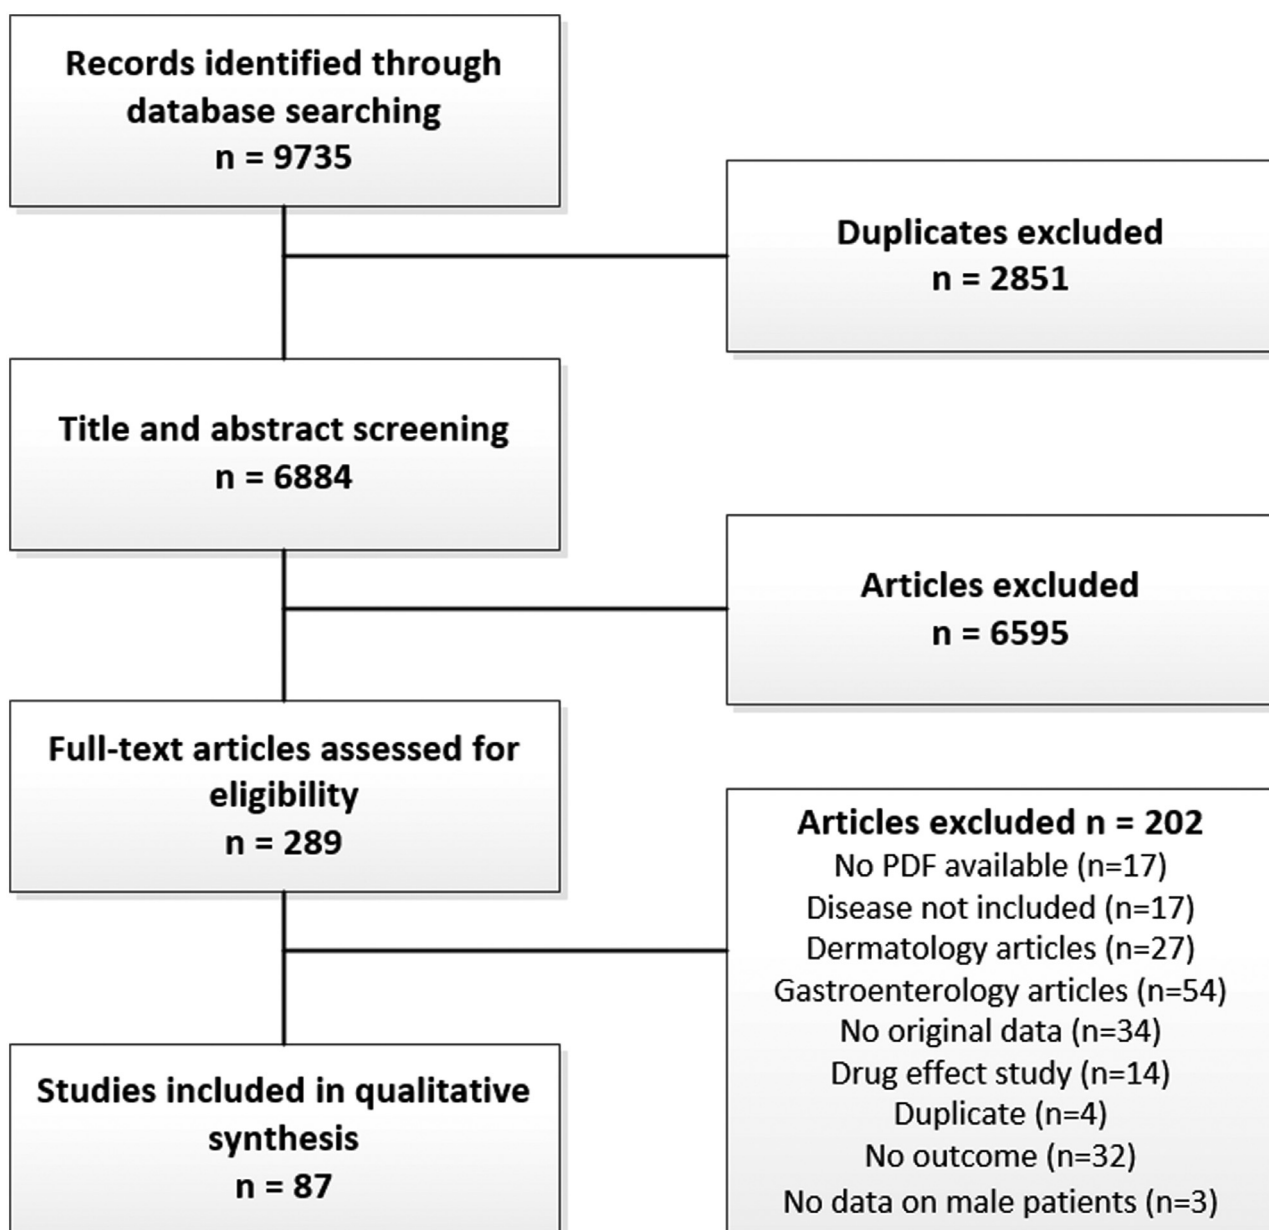 Records identified through
database searching
n = 9735
Duplicates excluded
n = 2851
Title and abstract screening
n = 6884
Articles excluded
n = 6595
Full-text articles assessed for
eligibility
n = 289
Articles excluded n = 202
No PDF available (n=17)
Disease not included (n=17)
Dermatology articles (n=27)
Gastroenterology articles (n=54)
No original data (n=34)
Drug effect study (n=14)
Duplicate (n=4)
No outcome (n=32)
No data on male patients (n=3)
Studies included in qualitative
synthesis
n = 87